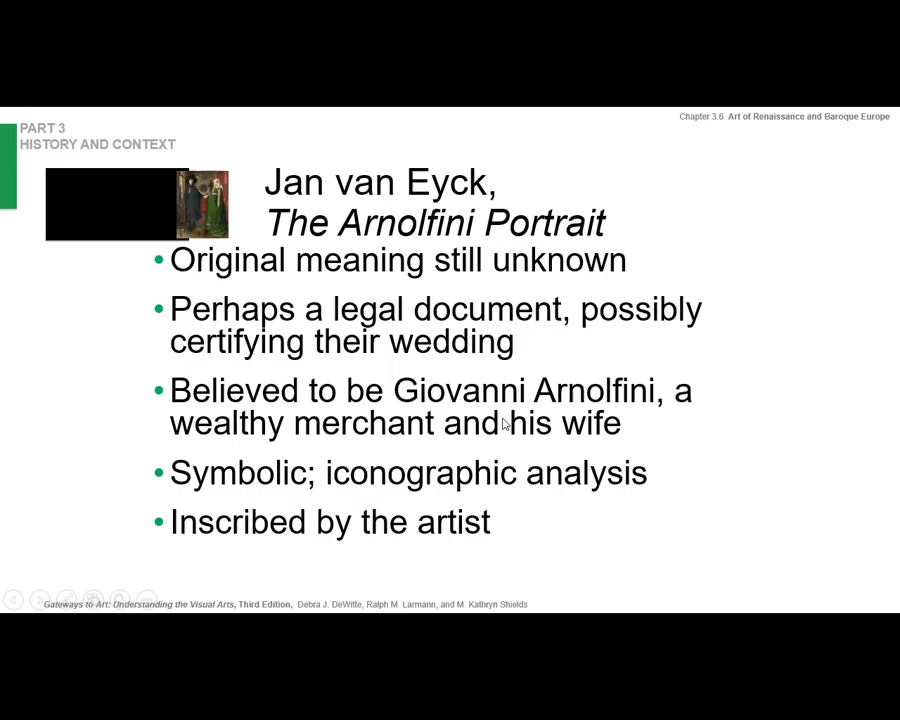 Chapter 3.6 Art of Renaissance and Baroque Europe
PART 3
HISTORY AND CONTEXT
Jan van Eyck,
The Arnolfini Portrait
• Original meaning still unknown
• Perhaps a legal document, possibly
certifying their wedding
• Believed to be Giovanni Arnolfini, a
wealthy merchant and his wife
• Symbolic; iconographic analysis
• Inscribed by the artist
Gateways to Art: Understanding the Visual Arts, Third Edition, Debra J. DeWitte, Ralph M. Larmann, and M. Kathryn Shields